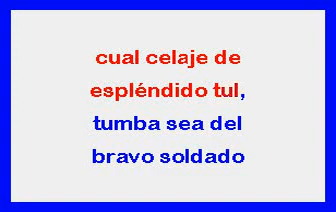 cual celaje de
espléndido tul,
tumba sea del
bravo soldado